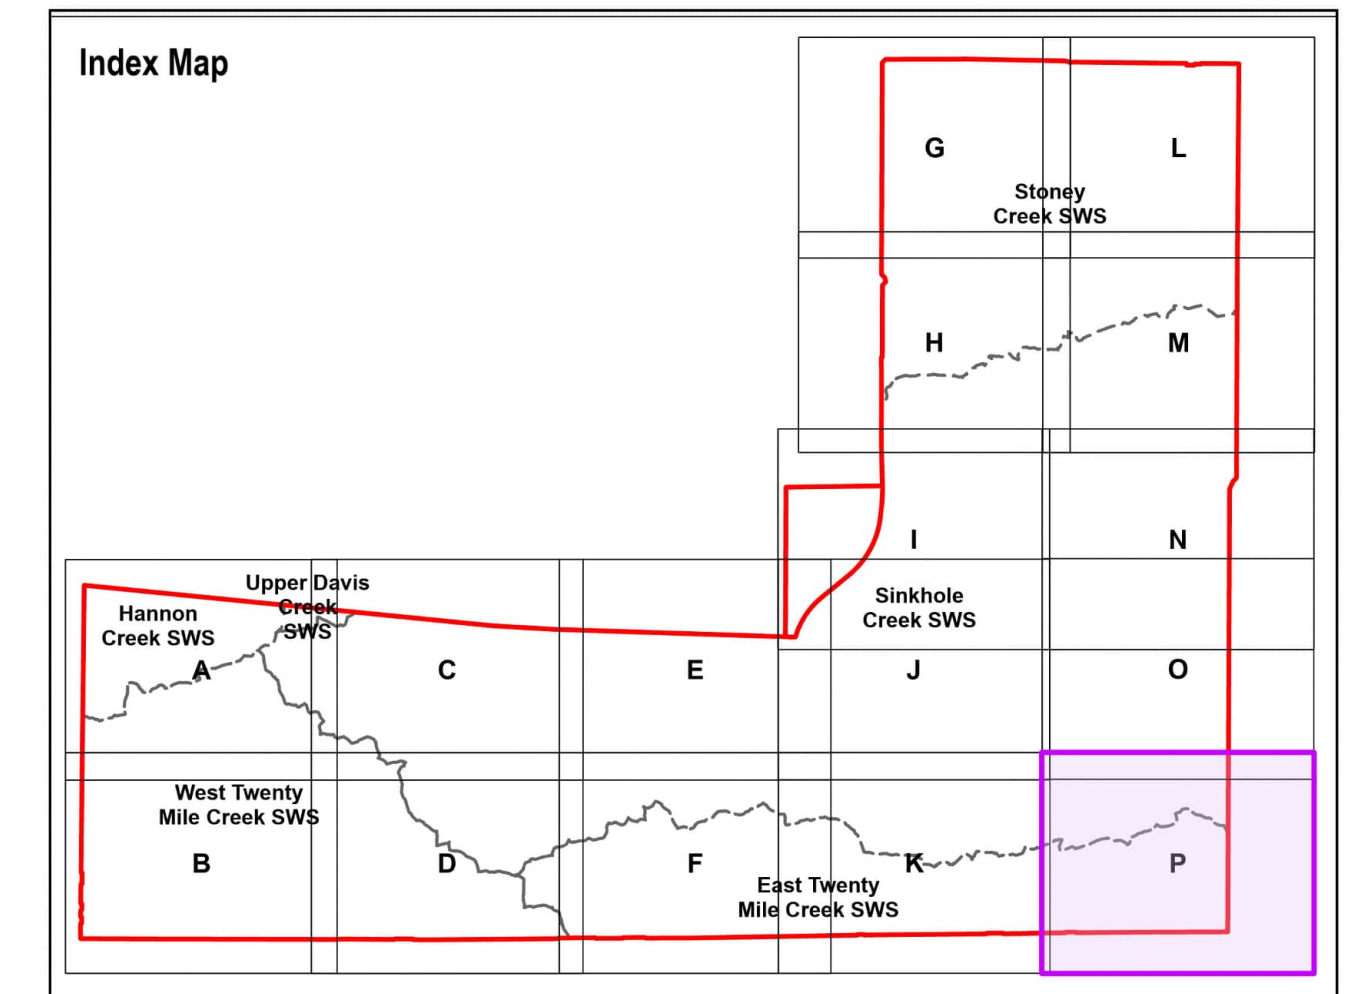 Index Map
G
L
Stoney
Creek SWS
H
M
I
N
Upper Davis
Creek
SWS
Hannon
Creek SWS
Sinkhole
Creek SWS
A
C
E
J
O
West Twenty
Mile Creek SWS
B
D
F
K
P
East Twenty
Mile Creek SWS